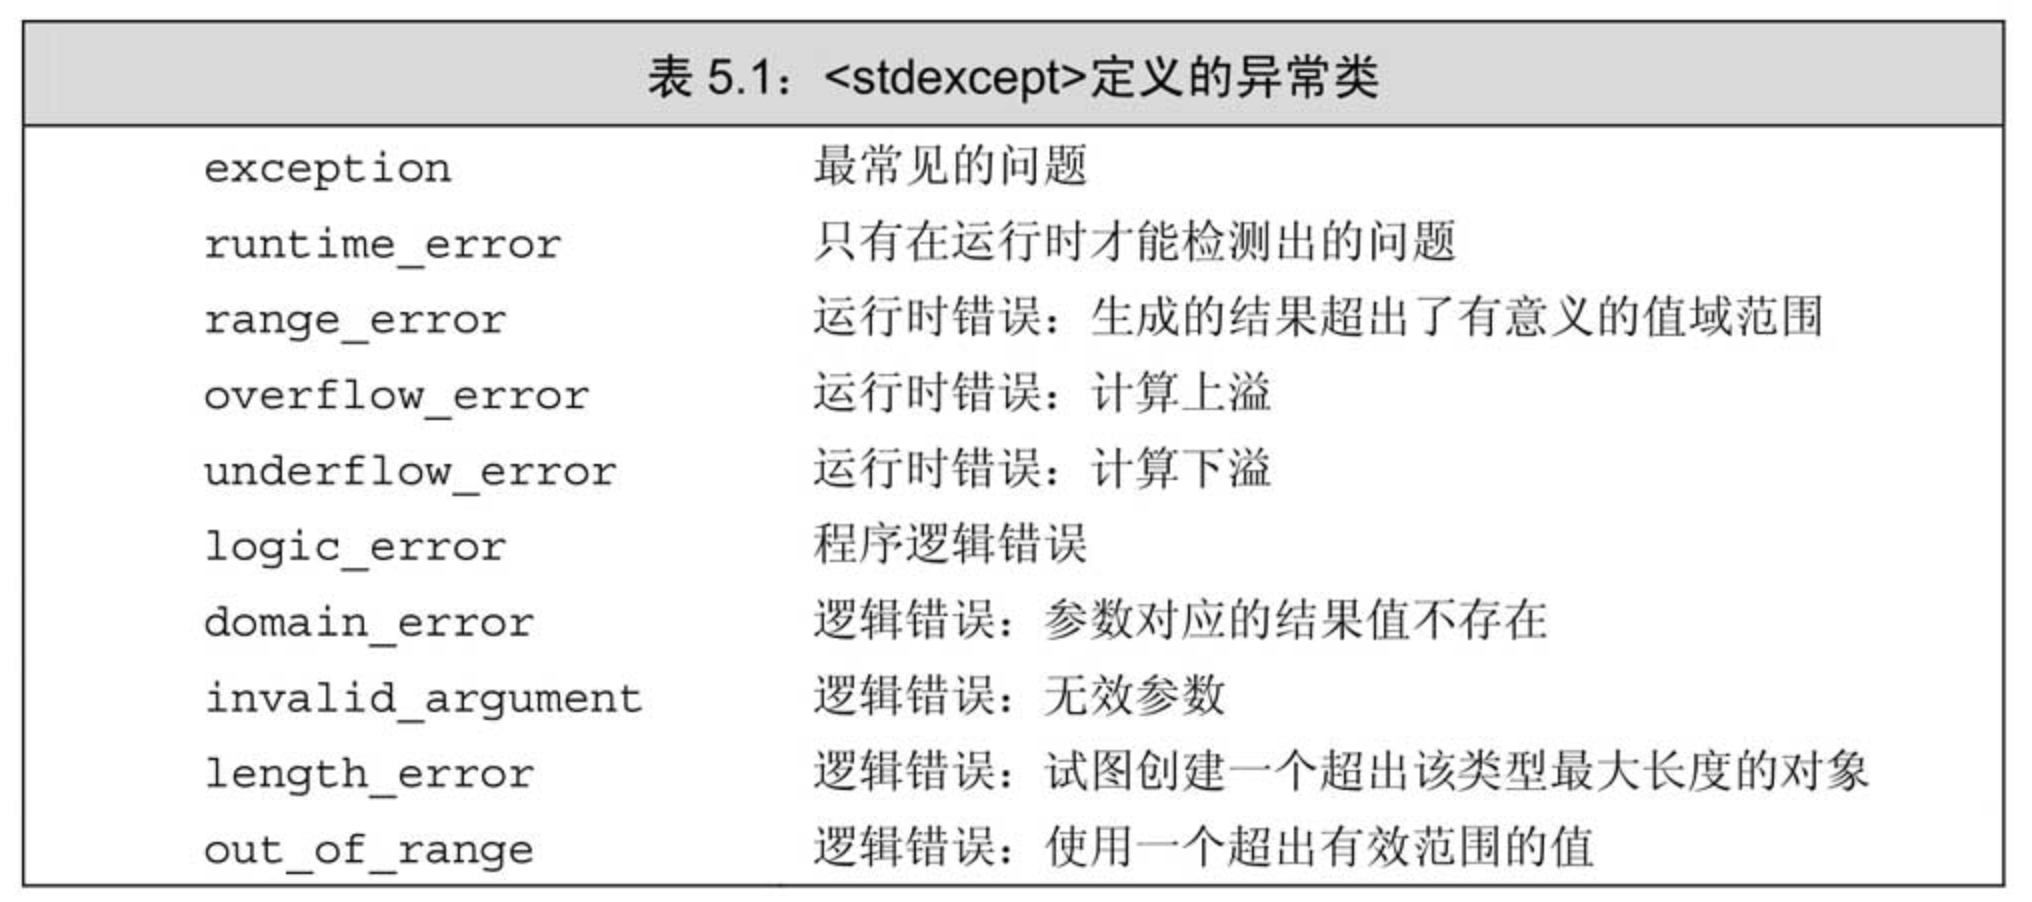 表 5.1：<stdexcept>定义的异常类
exception 最常见的问题
runtime_error 只有在运行时才能检测出的问题
range_error 运行时错误：生成的结果超出了有意义的值域范围
overflow_error 运行时错误：计算上溢
underflow_error 运行时错误：计算下溢
logic_error 程序逻辑错误
domain_error 逻辑错误：参数对应的结果值不存在
invalid_argument 逻辑错误：无效参数
length_error 逻辑错误：试图创建一个超出该类型最大长度的对象
out_of_range 逻辑错误：使用一个超出有效范围的值